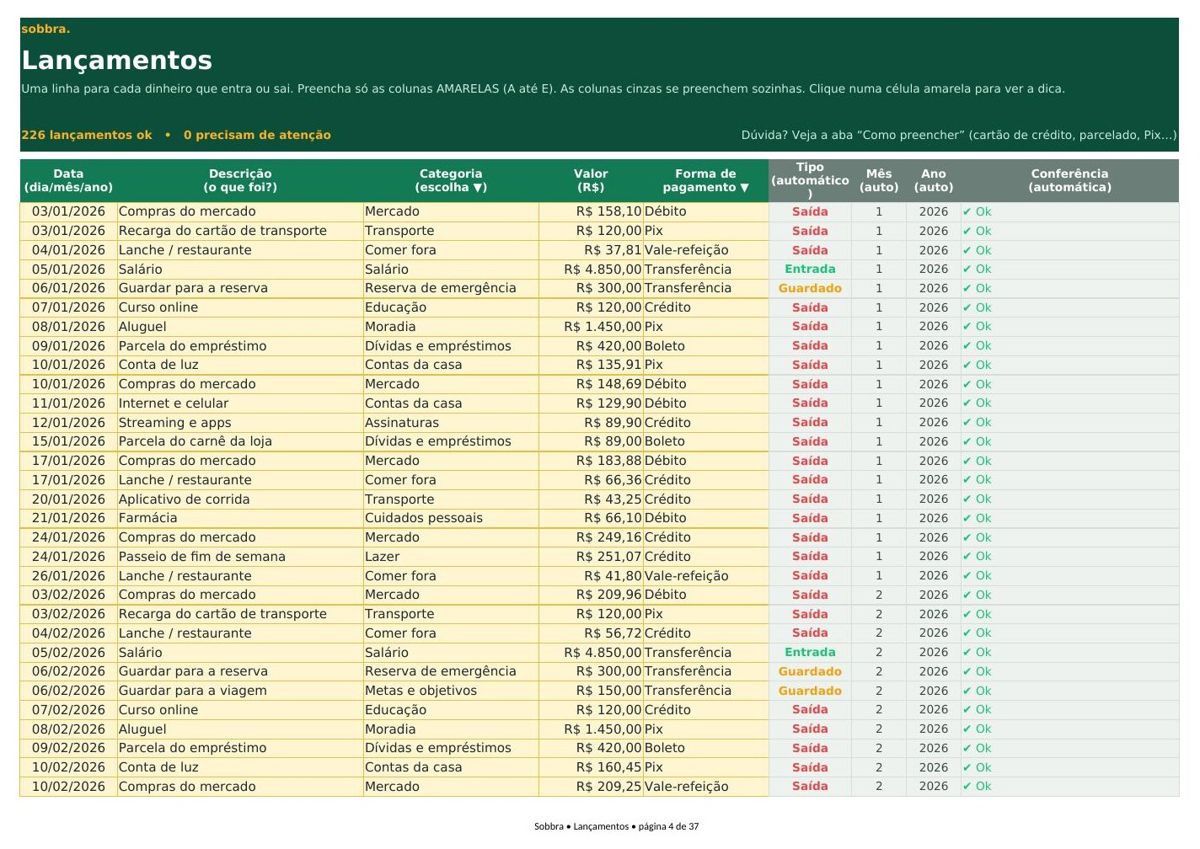 sobbra.
Lançamentos
Uma linha para cada dinheiro que entra ou sai. Preencha só as colunas AMARELAS (A até E). As colunas cinzas se preenchem sozinhas. Clique numa célula amarela para ver a dica.
226 lançamentos ok • 0 precisam de atenção Dúvida? Veja a aba “Como preencher” (cartão de crédito, parcelado, Pix...)
Data (dia/mês/ano) Descrição (o que foi?) Categoria (escolha ▼) Valor (R$) Forma de pagamento ▼ Tipo (automático) Mês (auto) Ano (auto) Conferência (automática)
03/01/2026 Compras do mercado Mercado R$ 158,10 Débito Saída 1 2026 ✔ Ok
03/01/2026 Recarga do cartão de transporte Transporte R$ 120,00 Pix Saída 1 2026 ✔ Ok
04/01/2026 Lanche / restaurante Comer fora R$ 37,81 Vale-refeição Saída 1 2026 ✔ Ok
05/01/2026 Salário Salário R$ 4.850,00 Transferência Entrada 1 2026 ✔ Ok
06/01/2026 Guardar para a reserva Reserva de emergência R$ 300,00 Transferência Guardado 1 2026 ✔ Ok
07/01/2026 Curso online Educação R$ 120,00 Crédito Saída 1 2026 ✔ Ok
08/01/2026 Aluguel Moradia R$ 1.450,00 Pix Saída 1 2026 ✔ Ok
09/01/2026 Parcela do empréstimo Dívidas e empréstimos R$ 420,00 Boleto Saída 1 2026 ✔ Ok
10/01/2026 Conta de luz Contas da casa R$ 135,91 Pix Saída 1 2026 ✔ Ok
10/01/2026 Compras do mercado Mercado R$ 148,69 Débito Saída 1 2026 ✔ Ok
11/01/2026 Internet e celular Contas da casa R$ 129,90 Débito Saída 1 2026 ✔ Ok
12/01/2026 Streaming e apps Assinaturas R$ 89,90 Crédito Saída 1 2026 ✔ Ok
15/01/2026 Parcela do carnê da loja Dívidas e empréstimos R$ 89,00 Boleto Saída 1 2026 ✔ Ok
17/01/2026 Compras do mercado Mercado R$ 183,88 Débito Saída 1 2026 ✔ Ok
17/01/2026 Lanche / restaurante Comer fora R$ 66,36 Crédito Saída 1 2026 ✔ Ok
20/01/2026 Aplicativo de corrida Transporte R$ 43,25 Crédito Saída 1 2026 ✔ Ok
21/01/2026 Farmácia Cuidados pessoais R$ 66,10 Débito Saída 1 2026 ✔ Ok
24/01/2026 Compras do mercado Mercado R$ 249,16 Crédito Saída 1 2026 ✔ Ok
24/01/2026 Passeio de fim de semana Lazer R$ 251,07 Crédito Saída 1 2026 ✔ Ok
26/01/2026 Lanche / restaurante Comer fora R$ 41,80 Vale-refeição Saída 1 2026 ✔ Ok
03/02/2026 Compras do mercado Mercado R$ 209,96 Débito Saída 2 2026 ✔ Ok
03/02/2026 Recarga do cartão de transporte Transporte R$ 120,00 Pix Saída 2 2026 ✔ Ok
04/02/2026 Lanche / restaurante Comer fora R$ 56,72 Crédito Saída 2 2026 ✔ Ok
05/02/2026 Salário Salário R$ 4.850,00 Transferência Entrada 2 2026 ✔ Ok
06/02/2026 Guardar para a reserva Reserva de emergência R$ 300,00 Transferência Guardado 2 2026 ✔ Ok
06/02/2026 Guardar para a viagem Metas e objetivos R$ 150,00 Transferência Guardado 2 2026 ✔ Ok
07/02/2026 Curso online Educação R$ 120,00 Crédito Saída 2 2026 ✔ Ok
08/02/2026 Aluguel Moradia R$ 1.450,00 Pix Saída 2 2026 ✔ Ok
09/02/2026 Parcela do empréstimo Dívidas e empréstimos R$ 420,00 Boleto Saída 2 2026 ✔ Ok
10/02/2026 Conta de luz Contas da casa R$ 160,45 Pix Saída 2 2026 ✔ Ok
10/02/2026 Compras do mercado Mercado R$ 209,25 Vale-refeição Saída 2 2026 ✔ Ok
Sobbra • Lançamentos • página 4 de 37